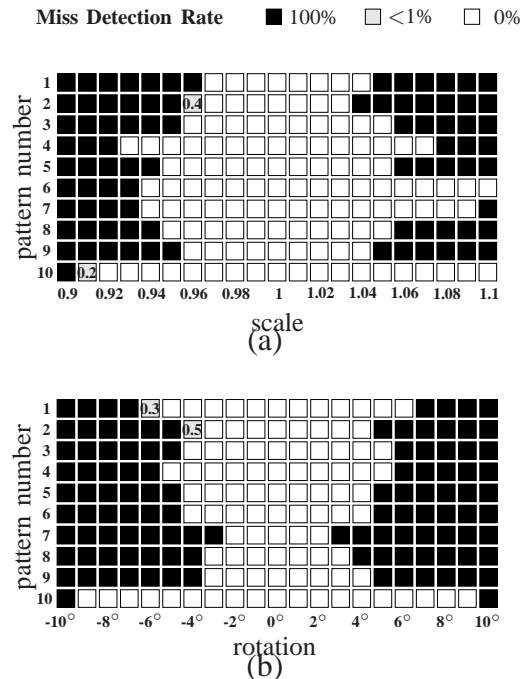 Miss Detection Rate 100% <1% 0%
pattern number
1
2 0.4
3
4
5
6
7
8
9
10 0.2
0.9 0.92 0.94 0.96 0.98 1 1.02 1.04 1.06 1.08 1.1
scale
(a)
pattern number
1 0.3
2 0.5
3
4
5
6
7
8
9
10
-10° -8° -6° -4° -2° 0° 2° 4° 6° 8° 10°
rotation
(b)